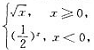 {√x, x≥0,
(1/2)^x, x<0,